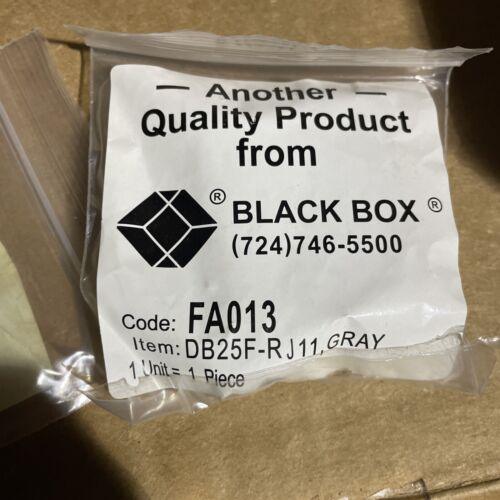 — Another —
Quality Product
from
® BLACK BOX ®
(724)746-5500
Code: FA013
Item: DB25F-RJ11, GRAY
1 Unit = 1 Piece